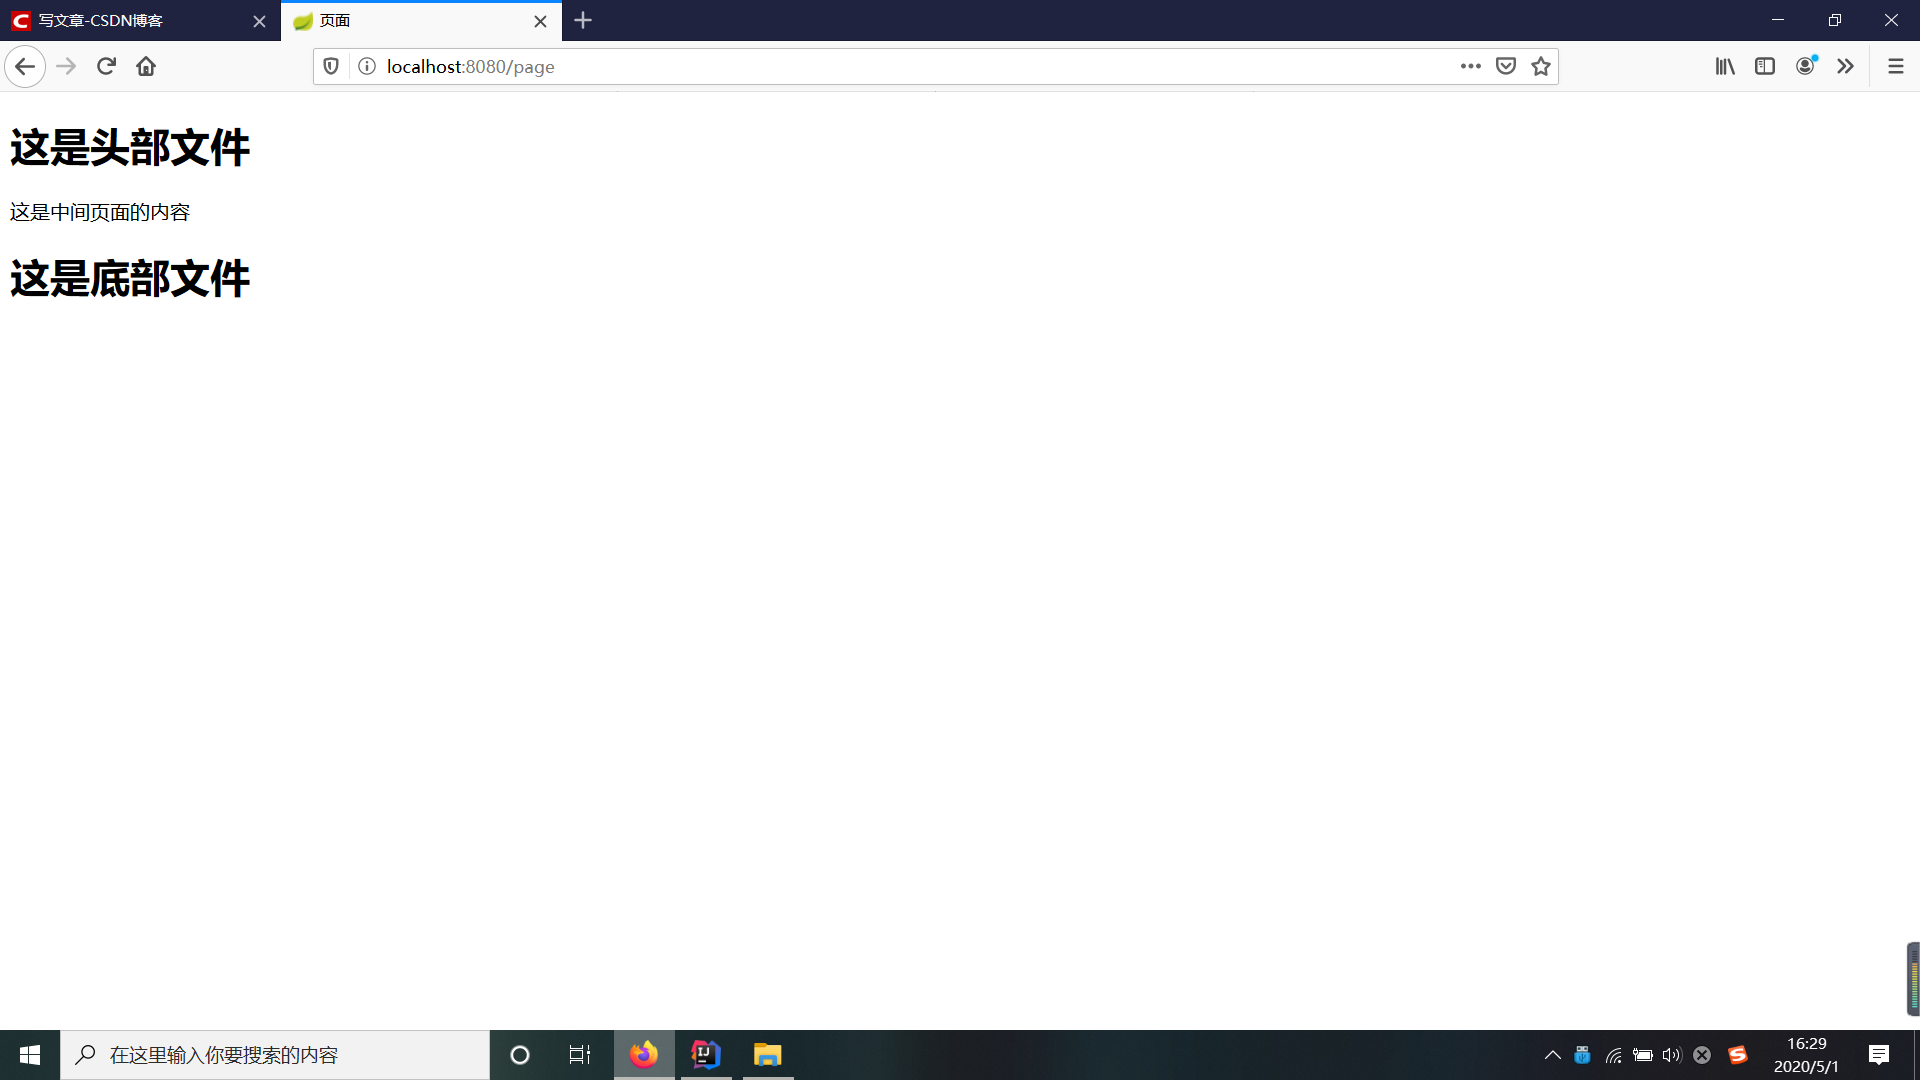 写文章-CSDN博客
页面
localhost:8080/page
这是头部文件
这是中间页面的内容
这是底部文件
在这里输入你要搜索的内容
16:29
2020/5/1